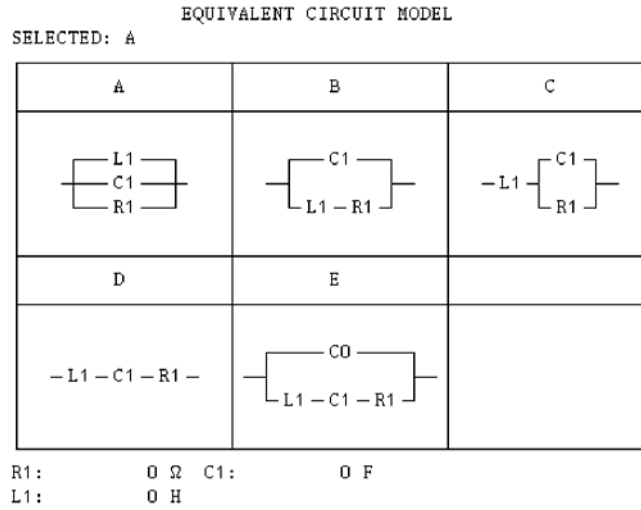 EQUIVALENT CIRCUIT MODEL
SELECTED: A
A B C
L1 C1 C1
C1 L1
R1 L1 R1 R1
D E
C0
L1 C1 R1
L1 C1 R1
R1: 0 Ω C1: 0 F
L1: 0 H